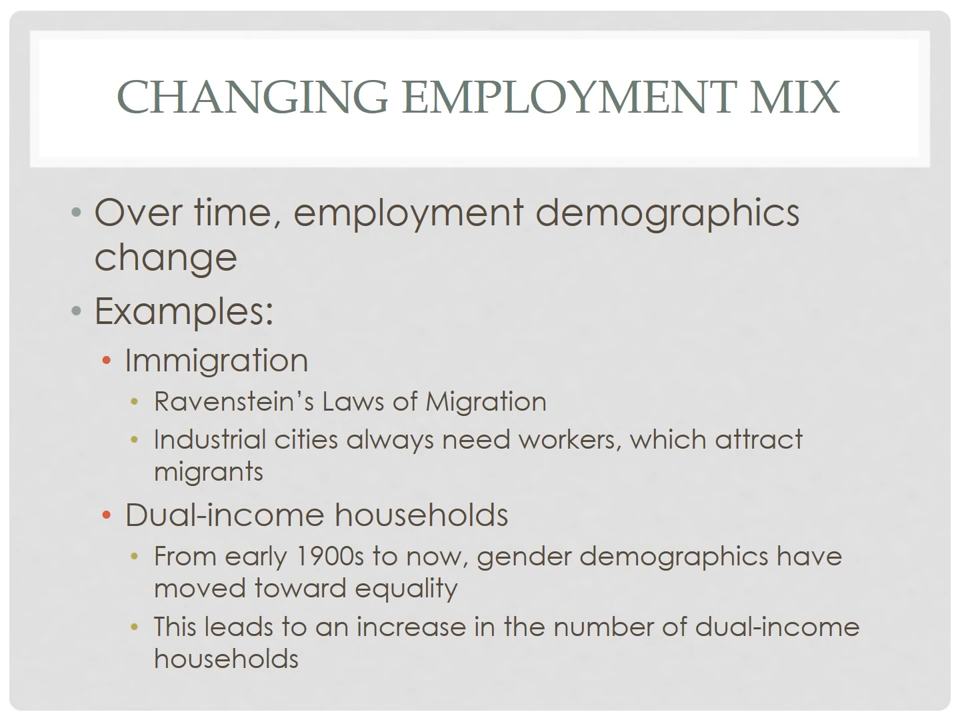 CHANGING EMPLOYMENT MIX
• Over time, employment demographics
change
• Examples:
• Immigration
• Ravenstein’s Laws of Migration
• Industrial cities always need workers, which attract
migrants
• Dual-income households
• From early 1900s to now, gender demographics have
moved toward equality
• This leads to an increase in the number of dual-income
households